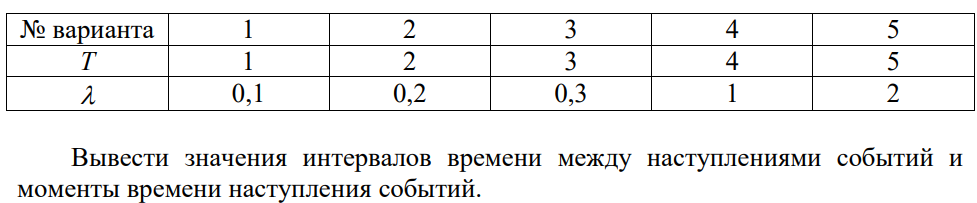 № варианта 1 2 3 4 5
T 1 2 3 4 5
λ 0,1 0,2 0,3 1 2
Вывести значения интервалов времени между наступлениями событий и
моменты времени наступления событий.